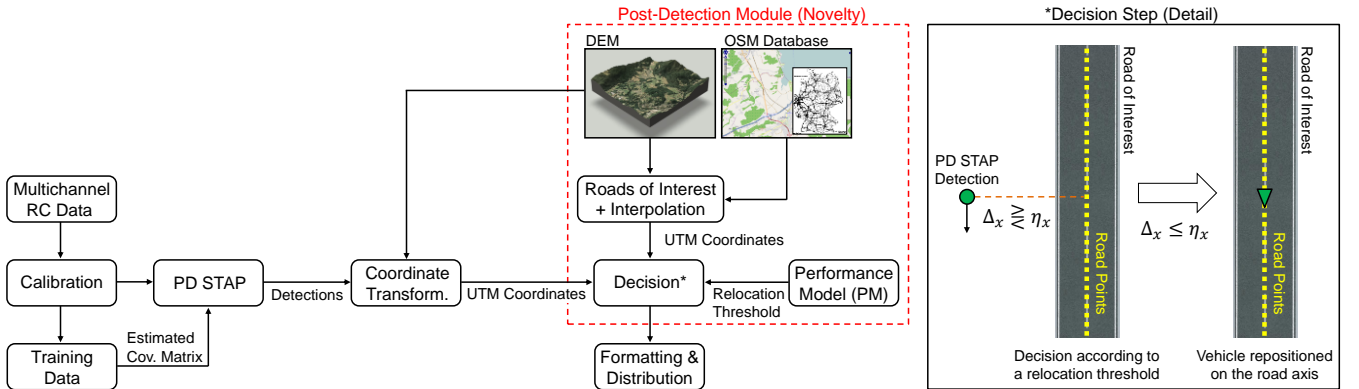 Post-Detection Module (Novelty)
DEM
OSM Database
Roads of Interest
+ Interpolation
UTM Coordinates
Multichannel
RC Data
Calibration
PD STAP
Detections
Coordinate
Transform.
UTM Coordinates
Decision*
Relocation
Threshold
Performance
Model (PM)
Training
Data
Estimated
Cov. Matrix
Formatting &
Distribution
*Decision Step (Detail)
PD STAP
Detection
Δx ⋛ ηx
Road of Interest
Road Points
Δx ≤ ηx
Road of Interest
Road Points
Decision according to
a relocation threshold
Vehicle repositioned
on the road axis